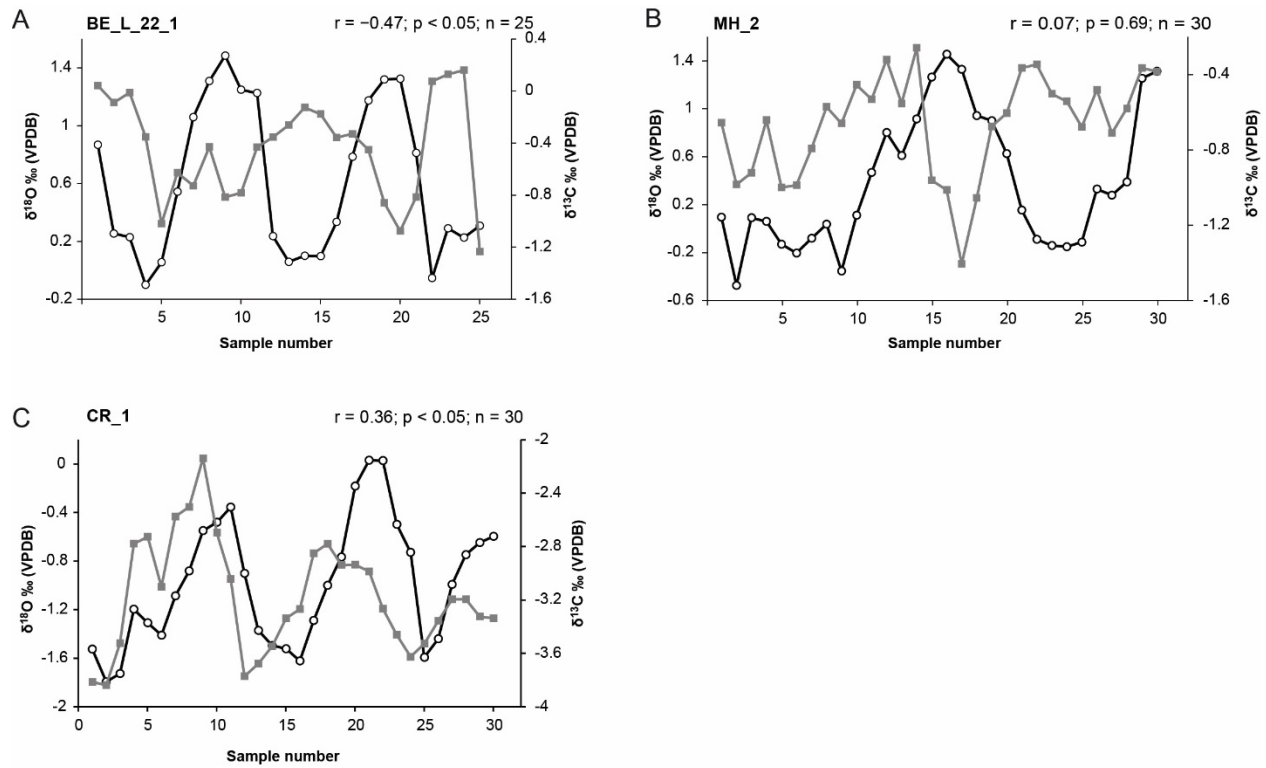 A
BE_L_22_1
r = −0.47; p < 0.05; n = 25
1.4
1
0.6
0.2
-0.2
δ18O ‰ (VPDB)
0.4
0
-0.4
-0.8
-1.2
-1.6
δ13C ‰ (VPDB)
5
10
15
20
25
Sample number
B
MH_2
r = 0.07; p = 0.69; n = 30
1.4
1
0.6
0.2
-0.2
-0.6
δ18O ‰ (VPDB)
-0.4
-0.8
-1.2
-1.6
δ13C ‰ (VPDB)
5
10
15
20
25
30
Sample number
C
CR_1
r = 0.36; p < 0.05; n = 30
0
-0.4
-0.8
-1.2
-1.6
-2
δ18O ‰ (VPDB)
-2
-2.4
-2.8
-3.2
-3.6
-4
δ13C ‰ (VPDB)
0
5
10
15
20
25
30
Sample number